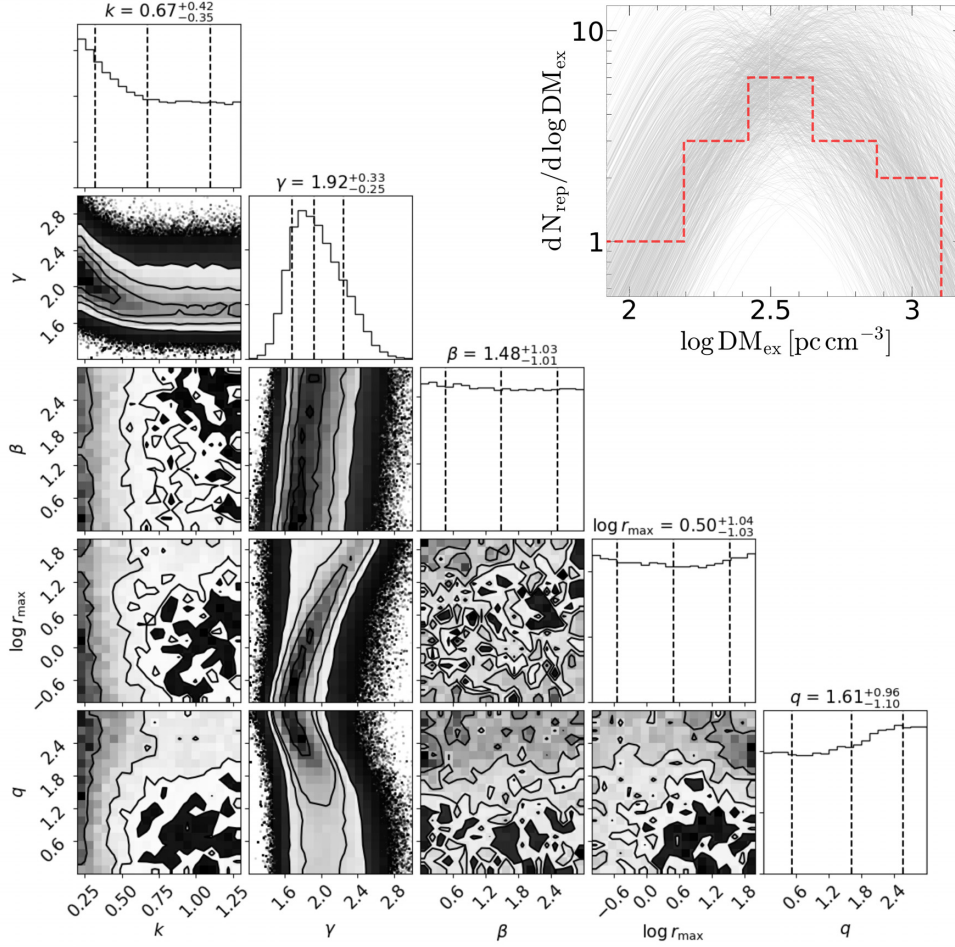 k = 0.67 +0.42 −0.35
10
1
dN_rep/d log DM_ex
2 2.5 3
log DM_ex [pc cm⁻³]
γ = 1.92 +0.33 −0.25
2.8
2.4
2.0
1.6
γ
β = 1.48 +1.03 −1.01
2.4
1.8
1.2
0.6
β
log r_max = 0.50 +1.04 −1.03
1.8
1.2
0.6
0.0
−0.6
log r_max
q = 1.61 +0.96 −1.10
2.4
1.8
1.2
0.6
q
0.25 0.50 0.75 1.00 1.25
1.6 2.0 2.4 2.8
0.6 1.2 1.8 2.4
−0.6 0.0 0.6 1.2 1.8
0.6 1.2 1.8 2.4
k γ β log r_max q